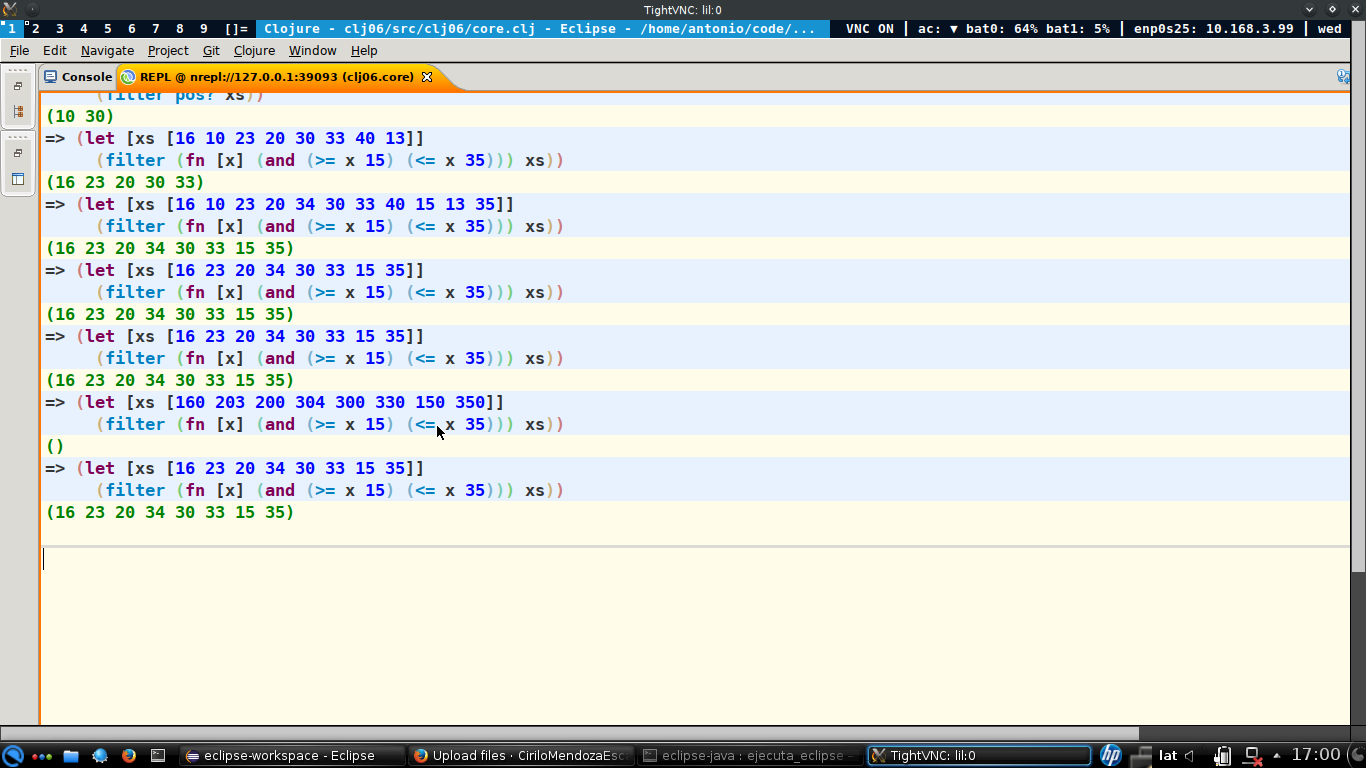 TightVNC: lil:0
1 2 3 4 5 6 7 8 9 []= Clojure - clj06/src/clj06/core.clj - Eclipse - /home/antonio/code/... VNC ON | ac: ▼ bat0: 64% bat1: 5% | enp0s25: 10.168.3.99 | wed
File Edit Navigate Project Git Clojure Window Help
Console REPL @ nrepl://127.0.0.1:39093 (clj06.core)
(filter pos? xs))
(10 30)
=> (let [xs [16 10 23 20 30 33 40 13]]
(filter (fn [x] (and (>= x 15) (<= x 35))) xs))
(16 23 20 30 33)
=> (let [xs [16 10 23 20 34 30 33 40 15 13 35]]
(filter (fn [x] (and (>= x 15) (<= x 35))) xs))
(16 23 20 34 30 33 15 35)
=> (let [xs [16 23 20 34 30 33 15 35]]
(filter (fn [x] (and (>= x 15) (<= x 35))) xs))
(16 23 20 34 30 33 15 35)
=> (let [xs [16 23 20 34 30 33 15 35]]
(filter (fn [x] (and (>= x 15) (<= x 35))) xs))
(16 23 20 34 30 33 15 35)
=> (let [xs [160 203 200 304 300 330 150 350]]
(filter (fn [x] (and (>= x 15) (<= x 35))) xs))
()
=> (let [xs [16 23 20 34 30 33 15 35]]
(filter (fn [x] (and (>= x 15) (<= x 35))) xs))
(16 23 20 34 30 33 15 35)
eclipse-workspace - Eclipse Upload files · CiriloMendozaEsc eclipse-java : ejecuta_eclipse TightVNC: lil:0 hp lat 17:00